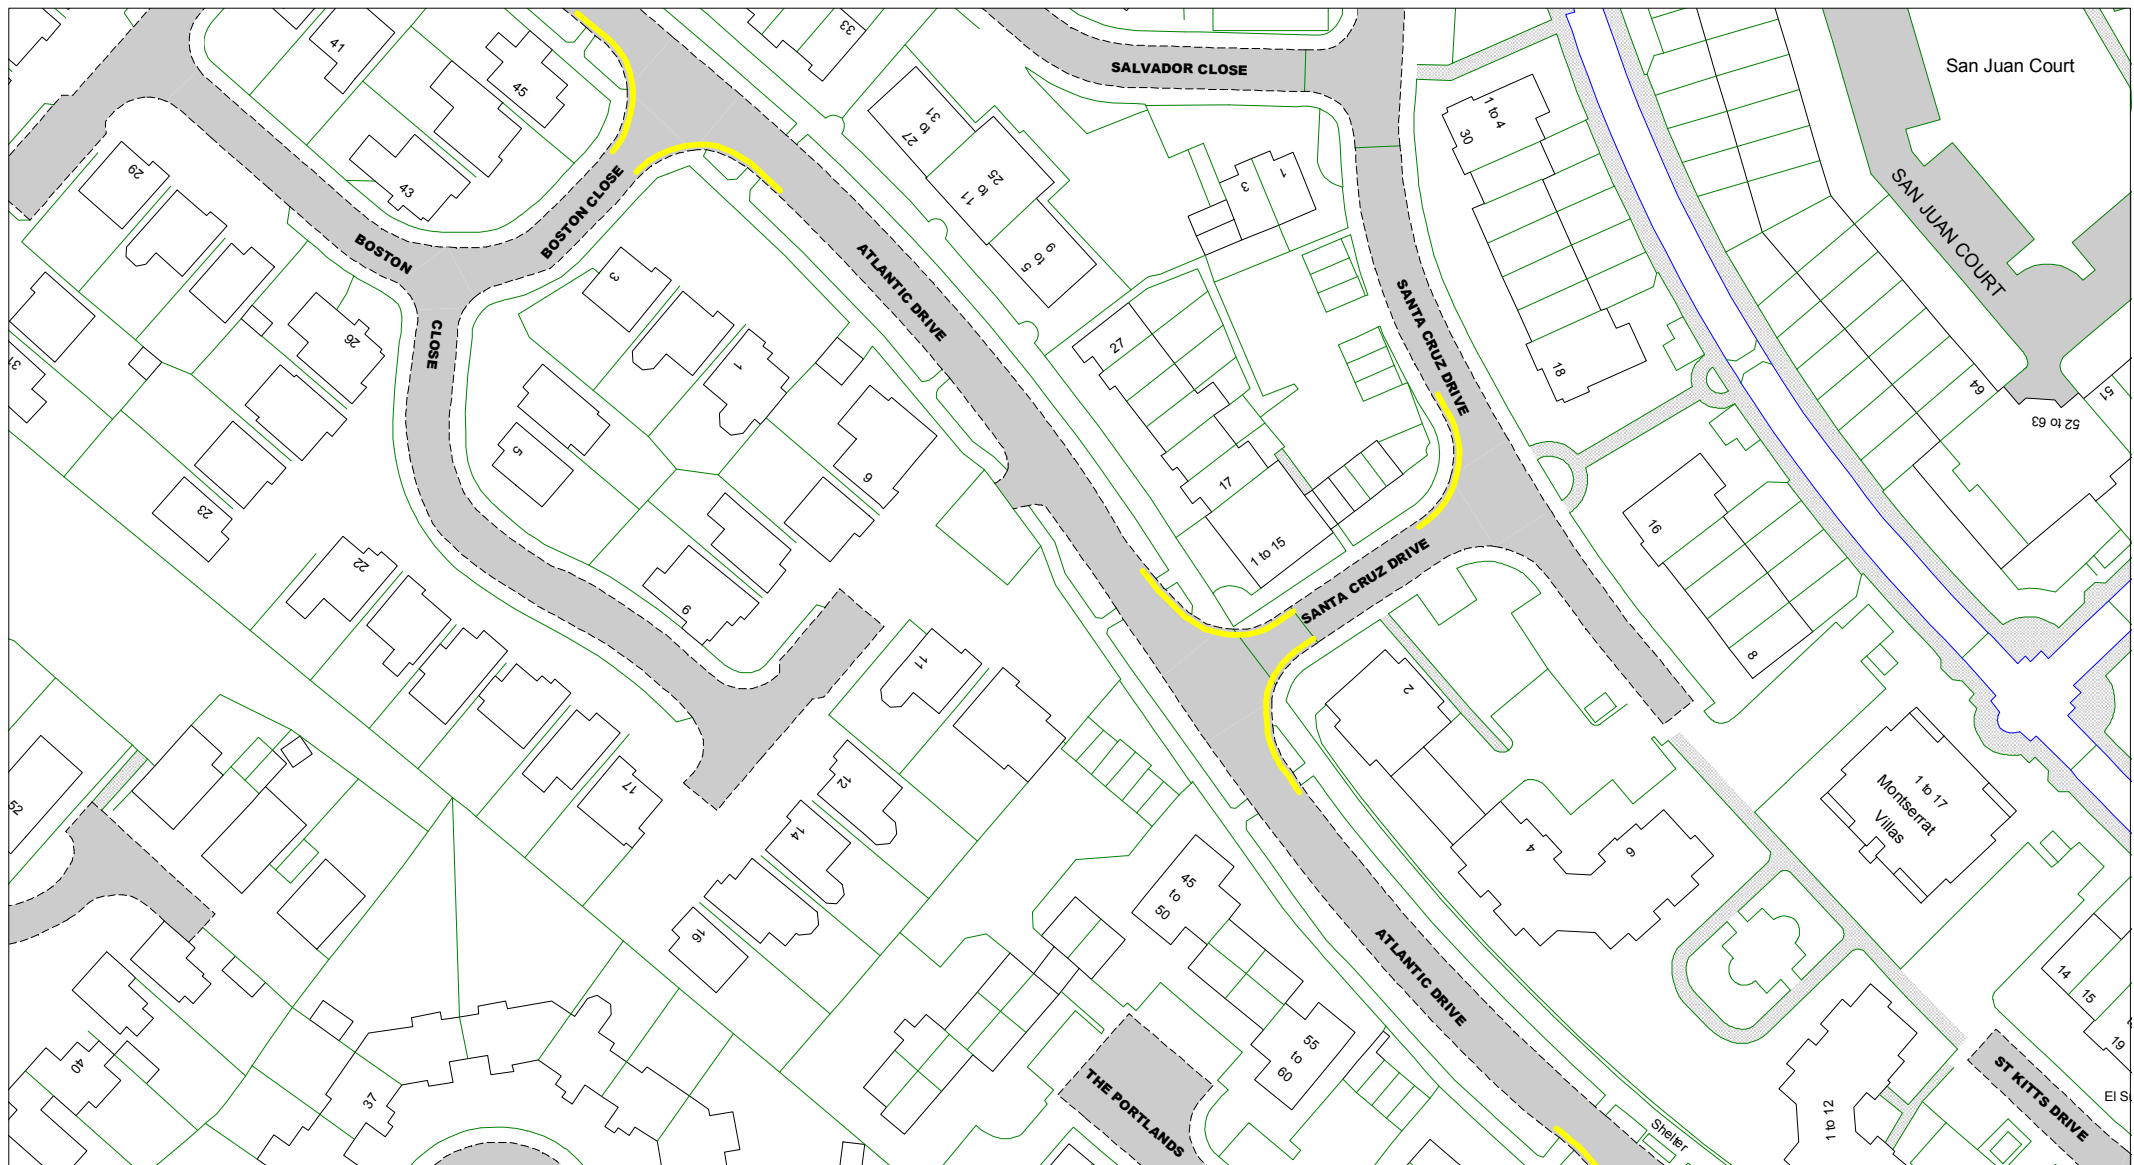 33
41
45
SALVADOR CLOSE
San Juan Court
31
to
27
1 to 4
30
29
43
25
to
11
1
3
SAN JUAN COURT
BOSTON CLOSE
BOSTON
9
to
5
3
ATLANTIC DRIVE
SANTA CRUZ DRIVE
CLOSE
26
27
1
18
31
64
51
52 to 63
5
9
17
23
16
1 to 15
SANTA CRUZ DRIVE
22
9
11
8
2
12
17
52
14
1 to 17
Montserrat
Villas
4
6
45
to
50
16
ATLANTIC DRIVE
14
15
19
55
to
60
40
37
THE PORTLANDS
ST KITTS DRIVE
Shelter
1 to 12